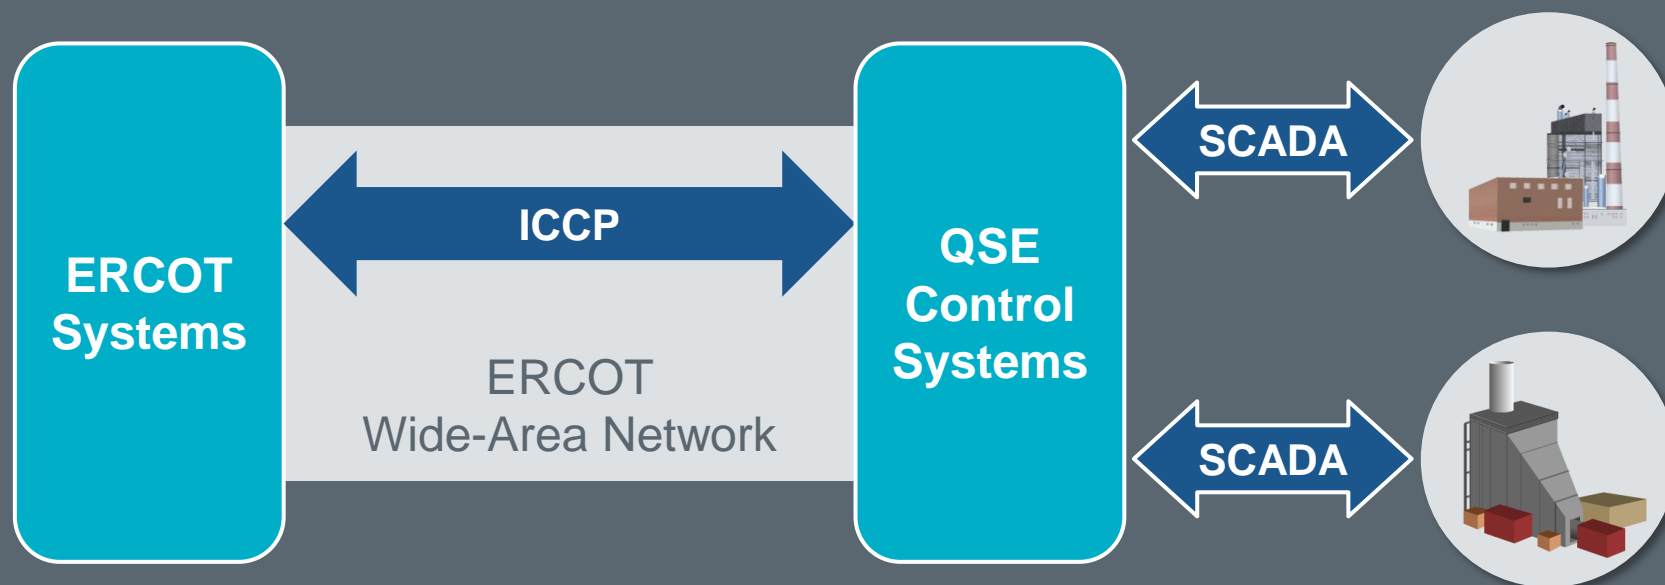 ERCOT
Systems
ICCP
ERCOT
Wide-Area Network
QSE
Control
Systems
SCADA
SCADA